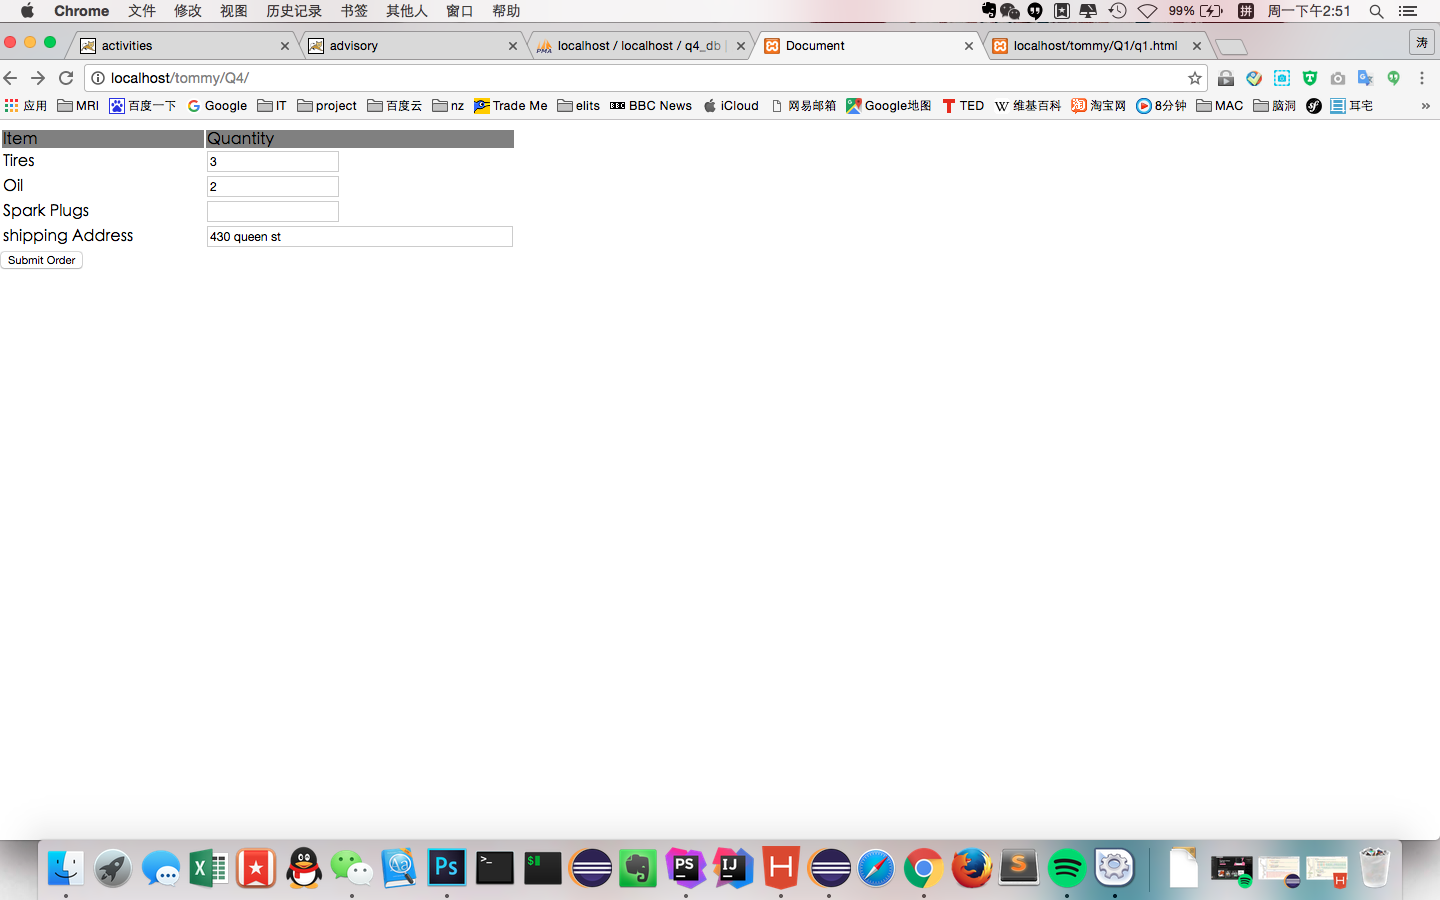 Chrome 文件 修改 视图 历史记录 书签 其他人 窗口 帮助 99% 拼 周一下午2:51
activities advisory localhost / localhost / q4_db Document localhost/tommy/Q1/q1.html 涛
localhost/tommy/Q4/
应用 MRI 百度一下 Google IT project 百度云 nz Trade Me elits BBC News iCloud 网易邮箱 Google地图 TED 维基百科 淘宝网 8分钟 MAC 脑洞 耳宅 »
Item Quantity
Tires 3
Oil 2
Spark Plugs
shipping Address 430 queen st
Submit Order